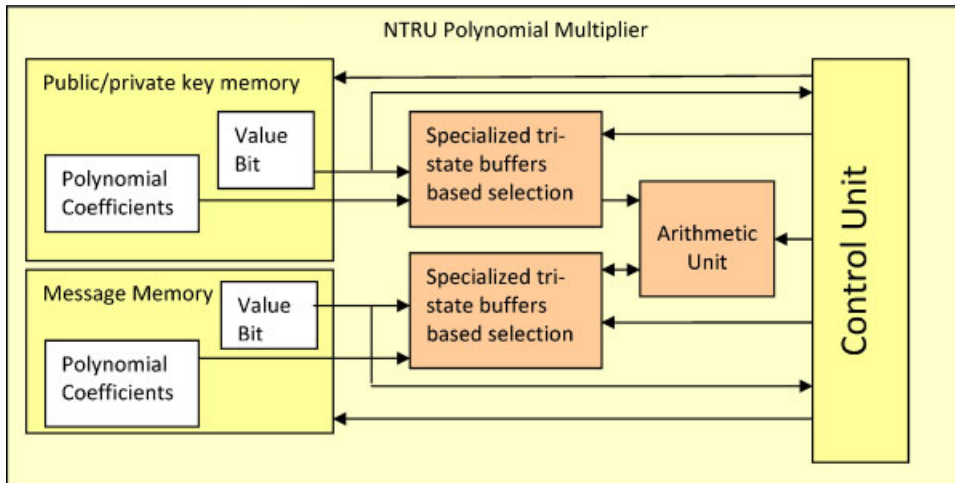 NTRU Polynomial Multiplier
Public/private key memory
Value
Bit
Polynomial
Coefficients
Specialized tri-
state buffers
based selection
Arithmetic
Unit
Message Memory
Value
Bit
Polynomial
Coefficients
Specialized tri-
state buffers
based selection
Control Unit